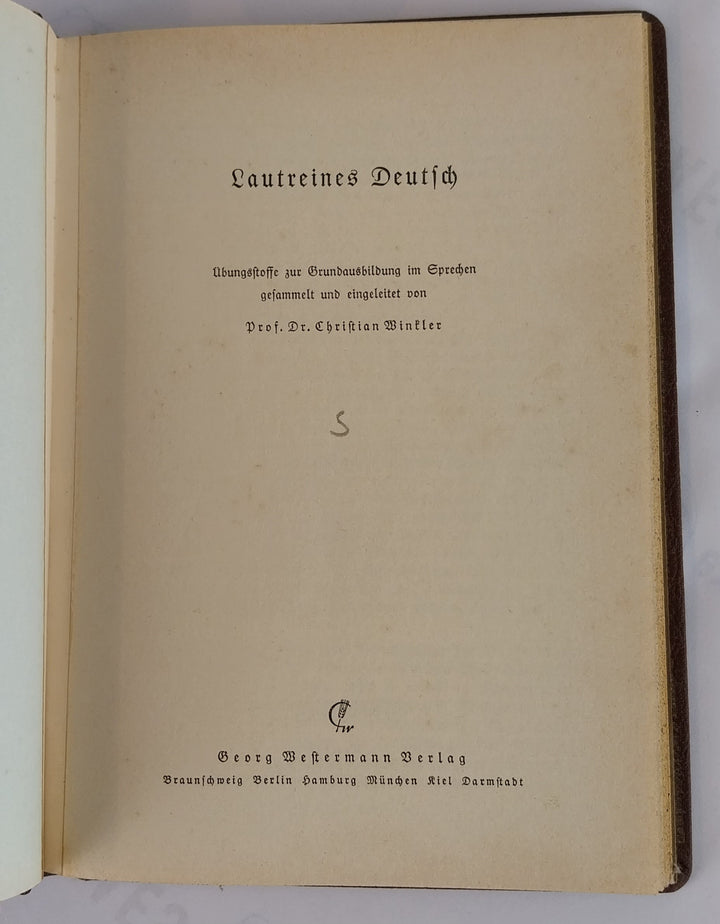 Lautreines Deutsch
Übungsstoffe zur Grundausbildung im Sprechen
gesammelt und eingeleitet von
Prof. Dr. Christian Winkler
S
Georg Westermann Verlag
Braunschweig Berlin Hamburg München Kiel Darmstadt